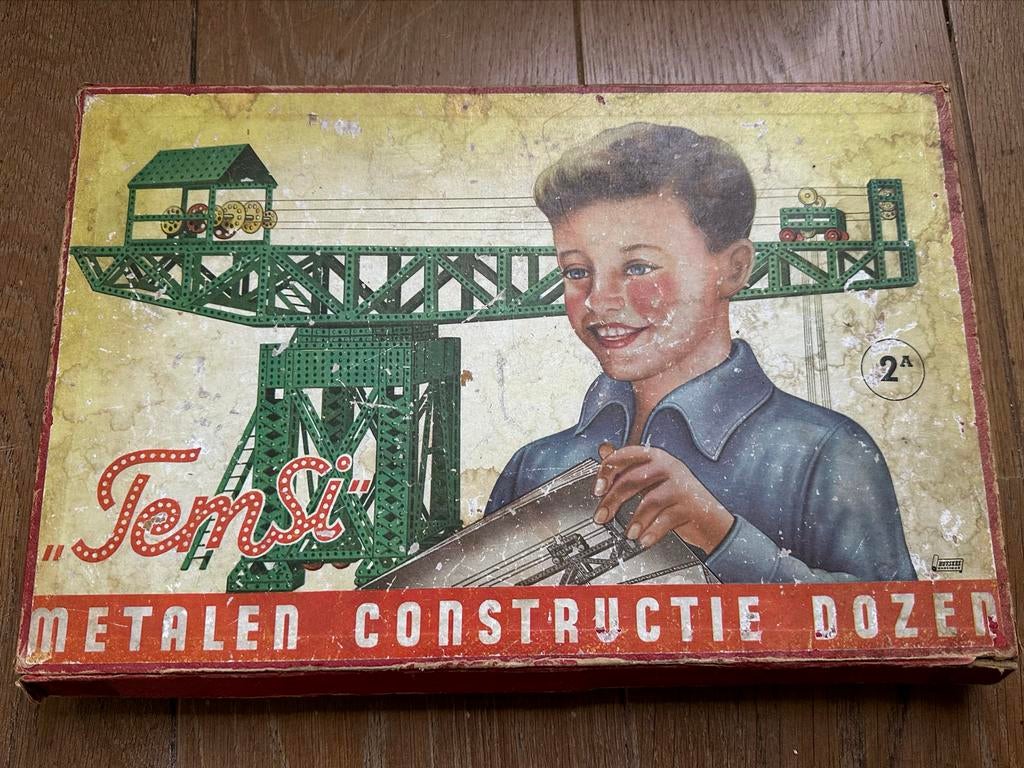 2A
„TemSi”
METALEN CONSTRUCTIE DOZEN